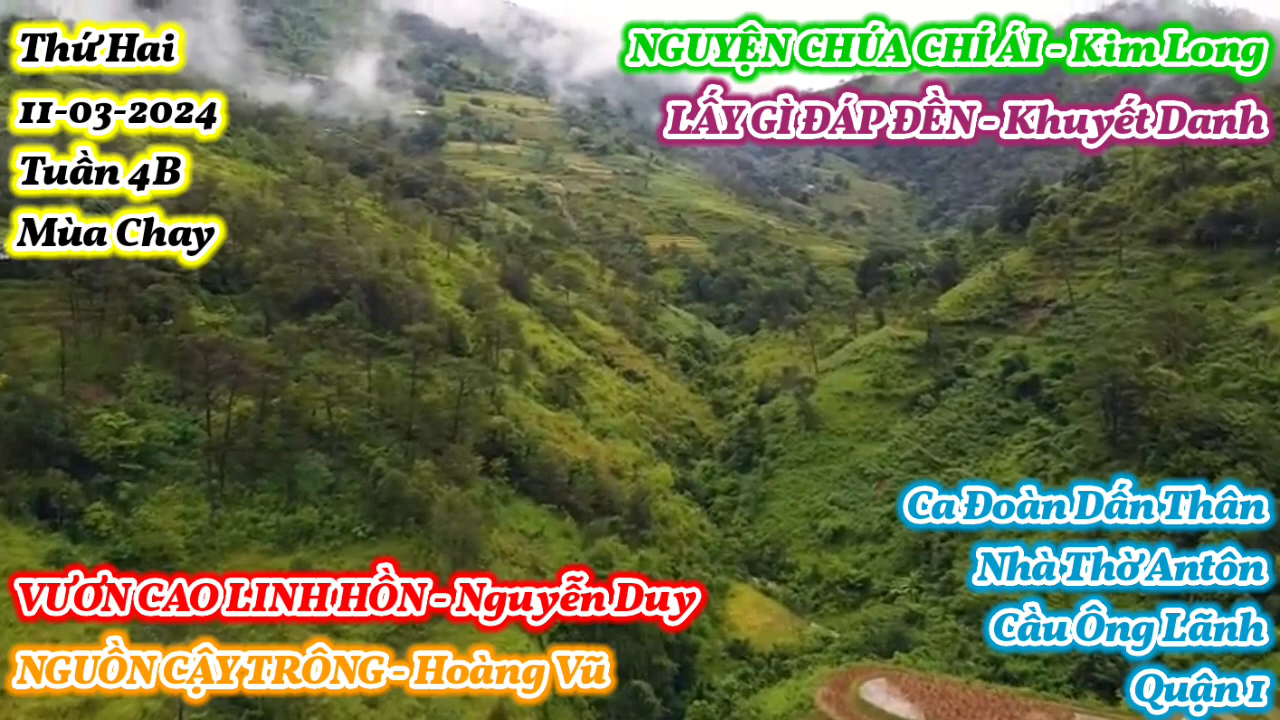 Thứ Hai
11-03-2024
Tuần 4B
Mùa Chay
NGUYỆN CHÚA CHÍ ÁI - Kim Long
LẤY GÌ ĐÁP ĐỀN - Khuyết Danh
VƯƠN CAO LINH HỒN - Nguyễn Duy
NGUỒN CẬY TRÔNG - Hoàng Vũ
Ca Đoàn Dấn Thân
Nhà Thờ Antôn
Cầu Ông Lãnh
Quận 1